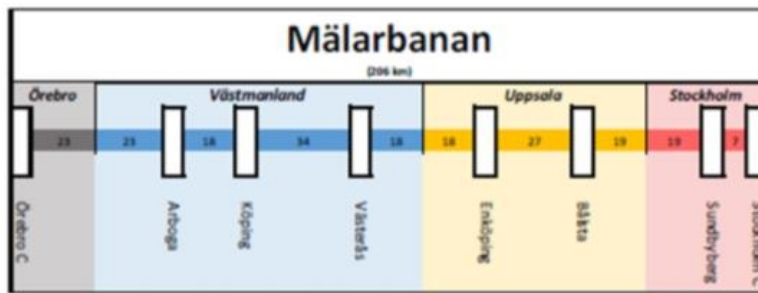 Mälarbanan
(206 km)
Örebro Västmanland Uppsala Stockholm
23 23 18 34 18 18 27 19 19 7
Örebro C
Arboga
Köping
Västerås
Enköping
Bålsta
Sundbyberg
Stockholm C